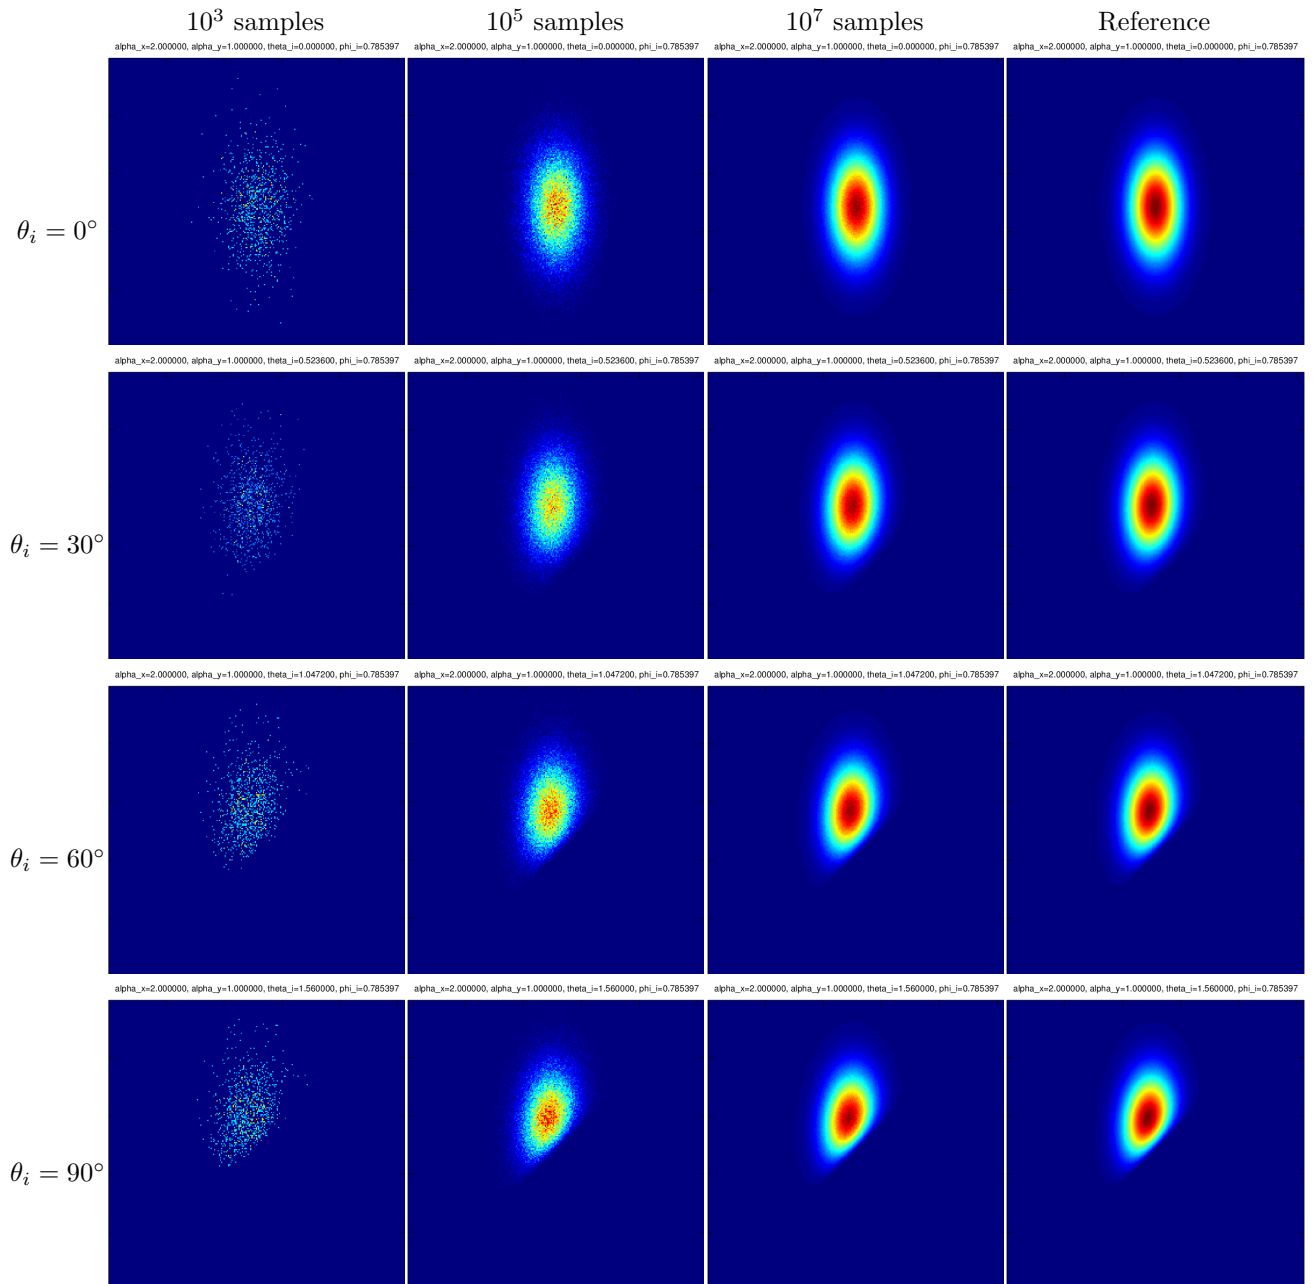 10³ samples 10⁵ samples 10⁷ samples Reference
alpha_x=2.000000, alpha_y=1.000000, theta_i=0.000000, phi_i=0.785397 alpha_x=2.000000, alpha_y=1.000000, theta_i=0.000000, phi_i=0.785397 alpha_x=2.000000, alpha_y=1.000000, theta_i=0.000000, phi_i=0.785397 alpha_x=2.000000, alpha_y=1.000000, theta_i=0.000000, phi_i=0.785397
θᵢ = 0°
alpha_x=2.000000, alpha_y=1.000000, theta_i=0.523600, phi_i=0.785397 alpha_x=2.000000, alpha_y=1.000000, theta_i=0.523600, phi_i=0.785397 alpha_x=2.000000, alpha_y=1.000000, theta_i=0.523600, phi_i=0.785397 alpha_x=2.000000, alpha_y=1.000000, theta_i=0.523600, phi_i=0.785397
θᵢ = 30°
alpha_x=2.000000, alpha_y=1.000000, theta_i=1.047200, phi_i=0.785397 alpha_x=2.000000, alpha_y=1.000000, theta_i=1.047200, phi_i=0.785397 alpha_x=2.000000, alpha_y=1.000000, theta_i=1.047200, phi_i=0.785397 alpha_x=2.000000, alpha_y=1.000000, theta_i=1.047200, phi_i=0.785397
θᵢ = 60°
alpha_x=2.000000, alpha_y=1.000000, theta_i=1.560000, phi_i=0.785397 alpha_x=2.000000, alpha_y=1.000000, theta_i=1.560000, phi_i=0.785397 alpha_x=2.000000, alpha_y=1.000000, theta_i=1.560000, phi_i=0.785397 alpha_x=2.000000, alpha_y=1.000000, theta_i=1.560000, phi_i=0.785397
θᵢ = 90°